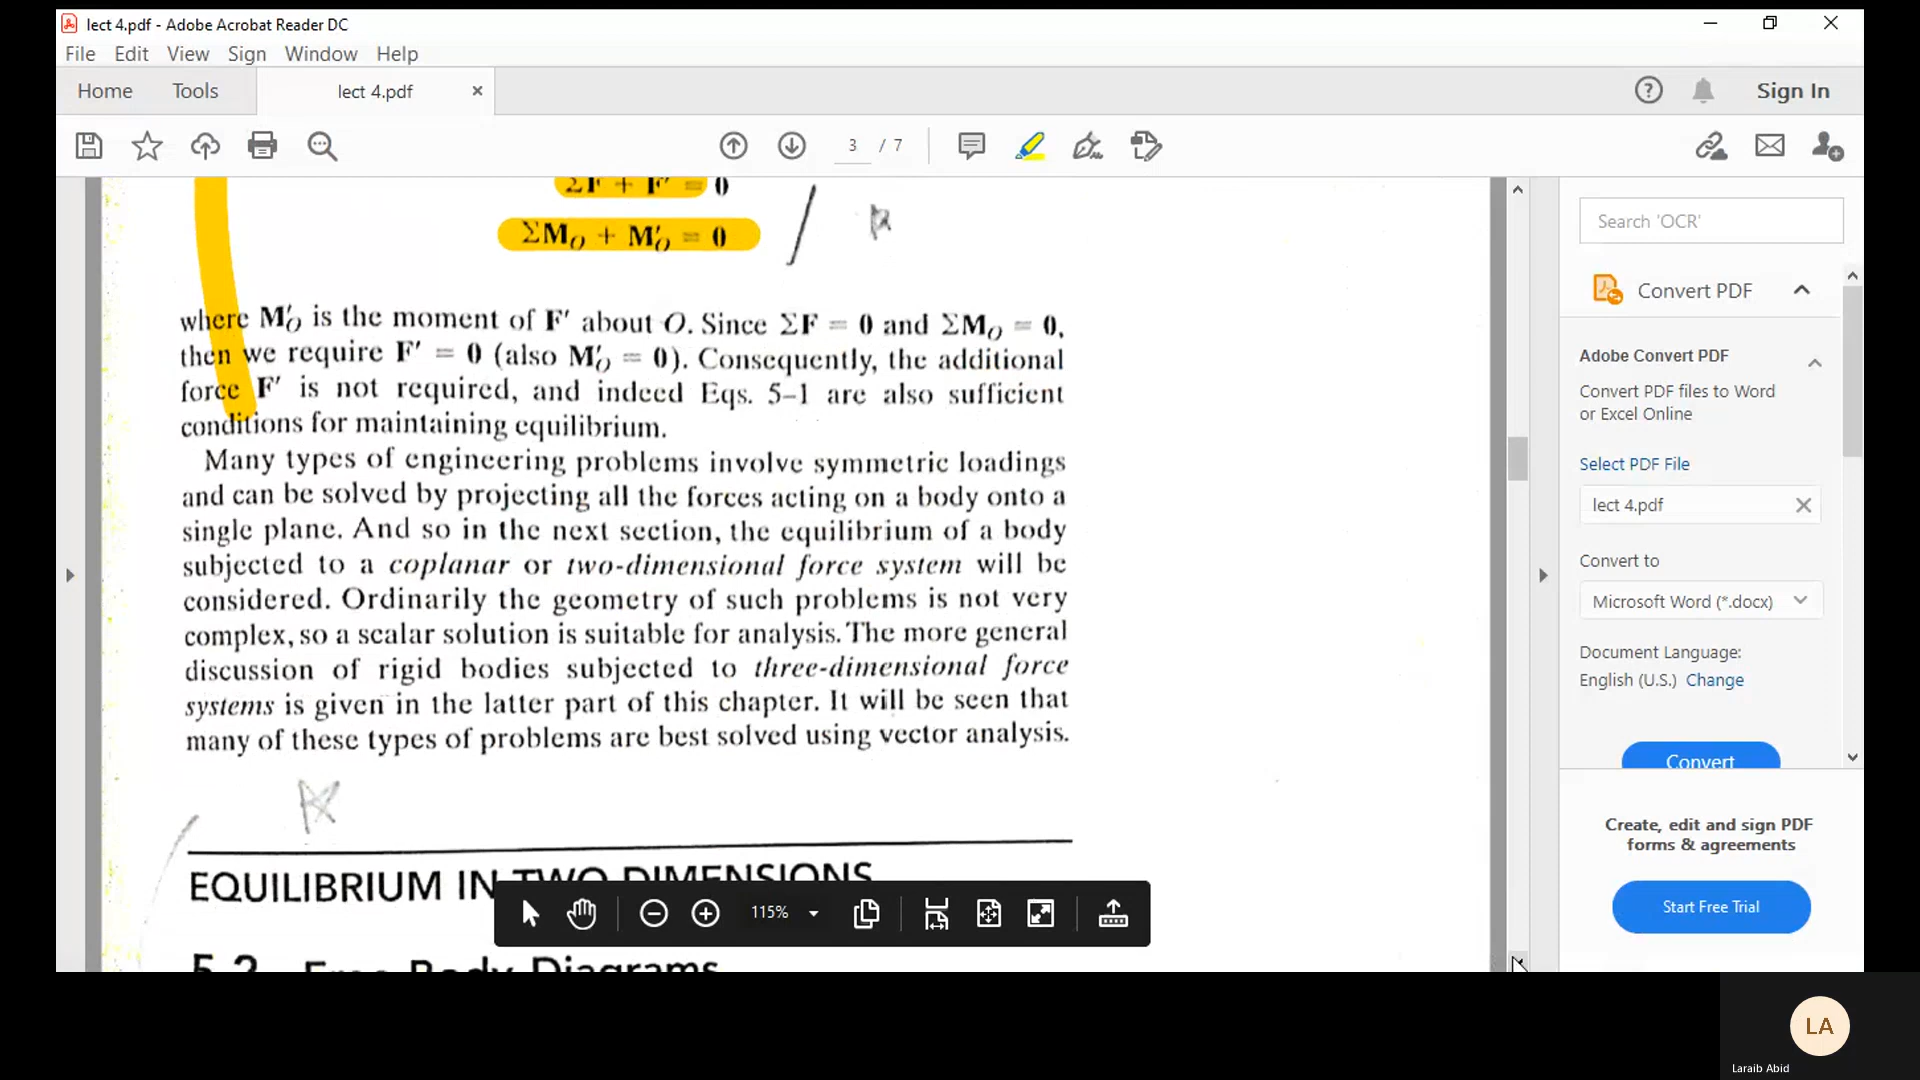 lect 4.pdf - Adobe Acrobat Reader DC
File Edit View Sign Window Help
Home Tools lect 4.pdf × Sign In
3 / 7
ΣF + F′ = 0
ΣM_O + M′_O = 0
where M′_O is the moment of F′ about O. Since ΣF = 0 and ΣM_O = 0,
then we require F′ = 0 (also M′_O = 0). Consequently, the additional
force F′ is not required, and indeed Eqs. 5–1 are also sufficient
conditions for maintaining equilibrium.
Many types of engineering problems involve symmetric loadings
and can be solved by projecting all the forces acting on a body onto a
single plane. And so in the next section, the equilibrium of a body
subjected to a coplanar or two-dimensional force system will be
considered. Ordinarily the geometry of such problems is not very
complex, so a scalar solution is suitable for analysis. The more general
discussion of rigid bodies subjected to three-dimensional force
systems is given in the latter part of this chapter. It will be seen that
many of these types of problems are best solved using vector analysis.
EQUILIBRIUM IN TWO DIMENSIONS
5.2 Free-Body Diagrams
115%
Search 'OCR'
Convert PDF
Adobe Convert PDF
Convert PDF files to Word
or Excel Online
Select PDF File
lect 4.pdf
Convert to
Microsoft Word (*.docx)
Document Language:
English (U.S.) Change
Convert
Create, edit and sign PDF
forms & agreements
Start Free Trial
LA
Laraib Abid